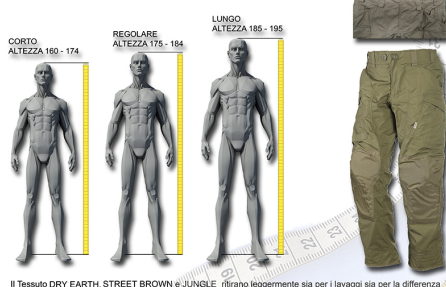 CORTO
ALTEZZA 160 - 174
REGOLARE
ALTEZZA 175 - 184
LUNGO
ALTEZZA 185 - 195
Il Tessuto DRY EARTH, STREET BROWN e JUNGLE ritirano leggermente sia per i lavaggi sia per la differenza